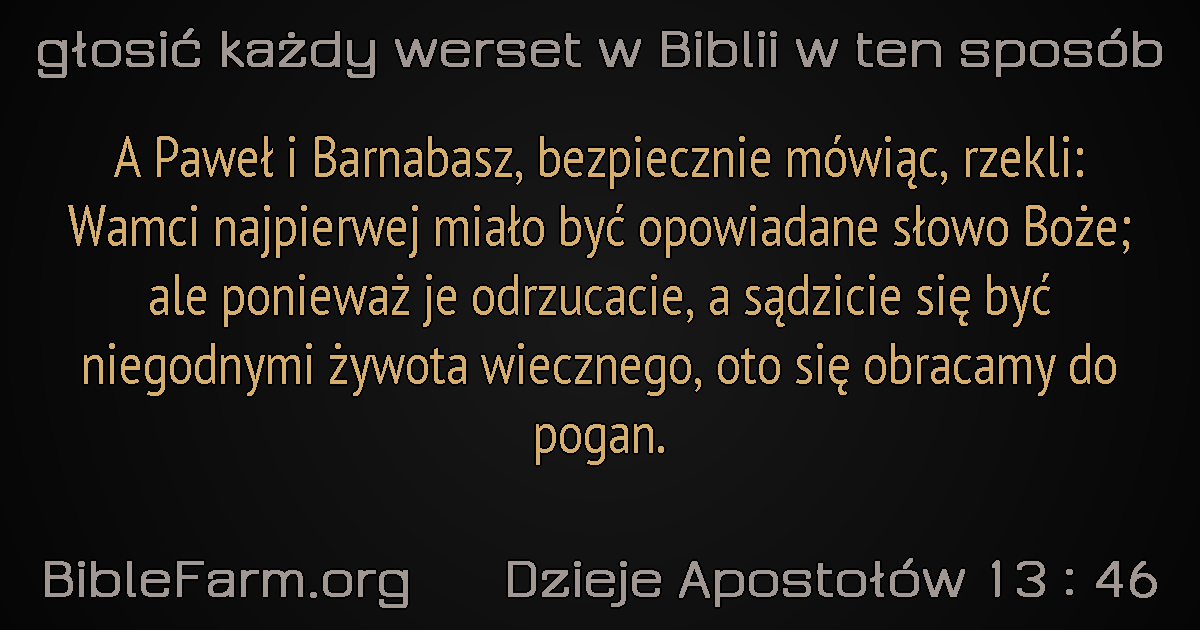 głosić każdy werset w Biblii w ten sposób
A Paweł i Barnabasz, bezpiecznie mówiąc, rzekli:
Wamci najpierwej miało być opowiadane słowo Boże;
ale ponieważ je odrzucacie, a sądzicie się być
niegodnymi żywota wiecznego, oto się obracamy do
pogan.
BibleFarm.org Dzieje Apostołów 13 : 46